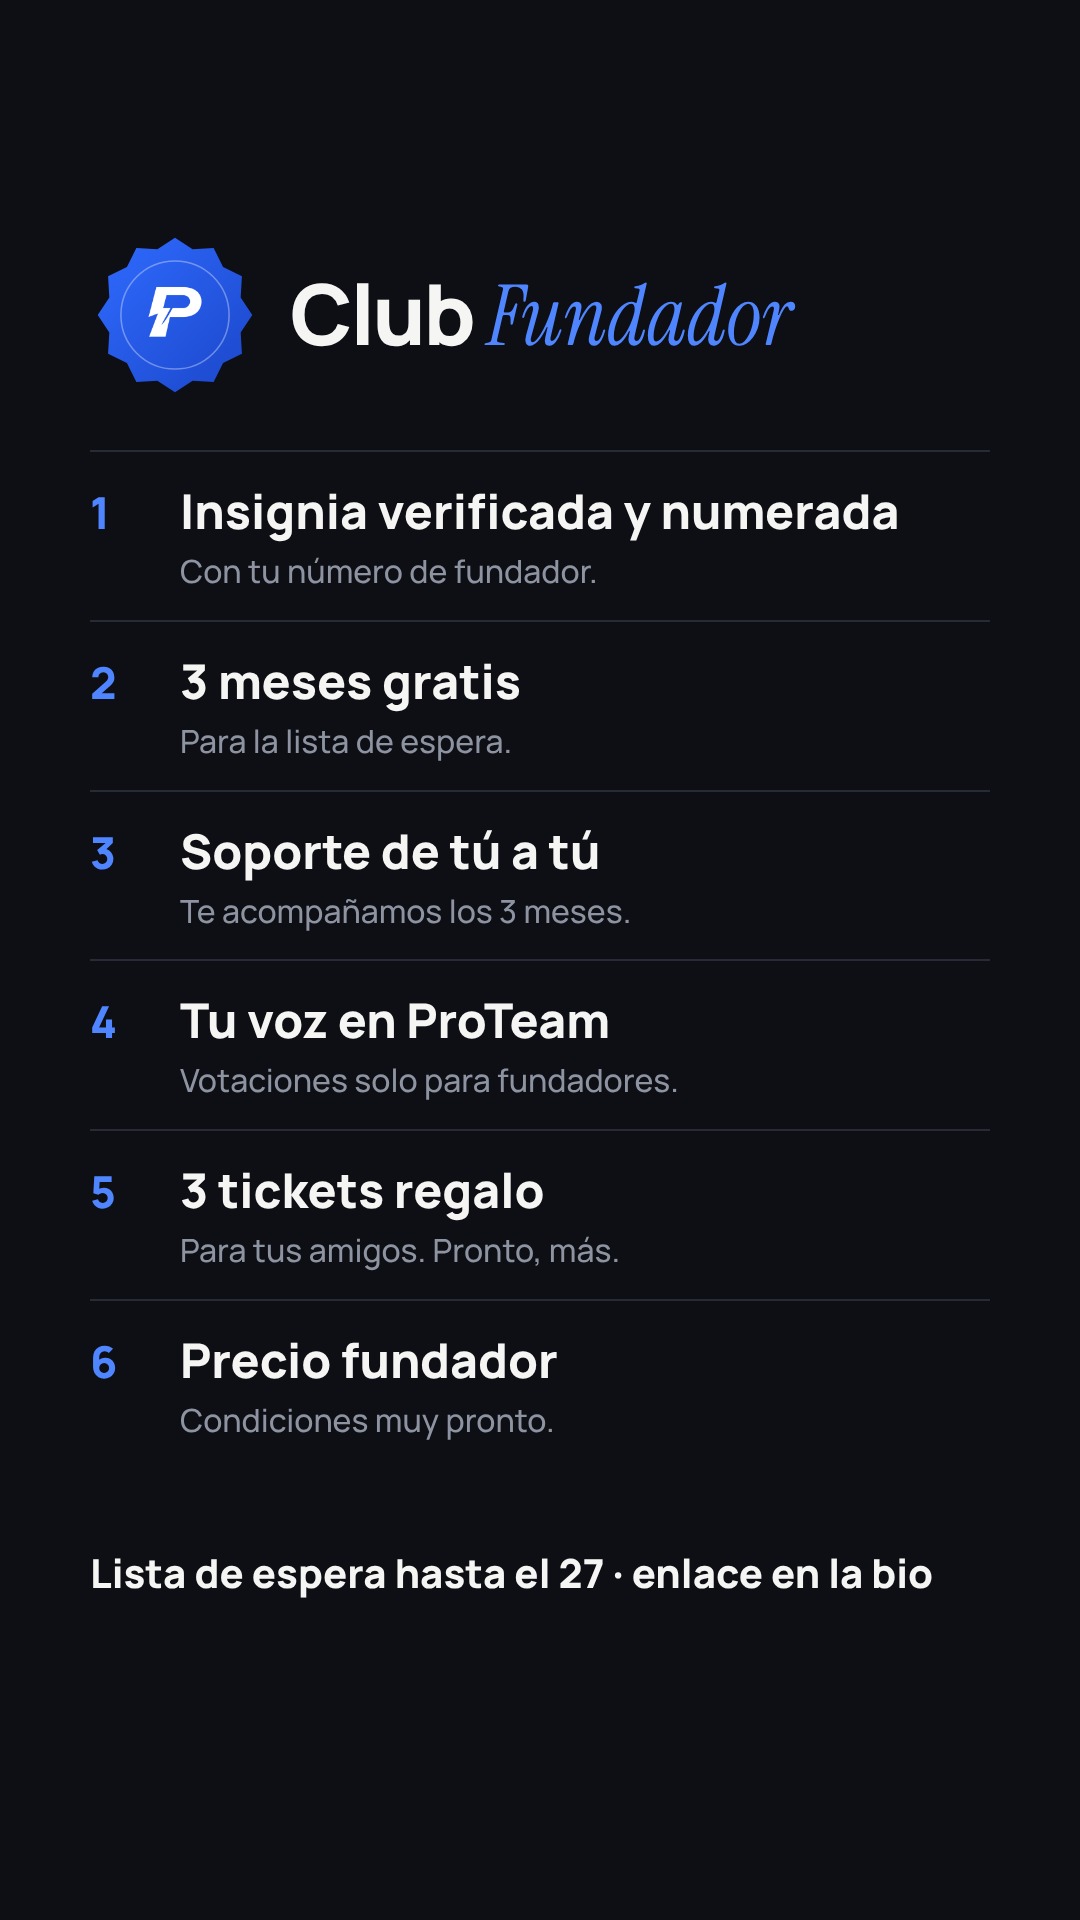 P
Club Fundador
1 Insignia verificada y numerada
Con tu número de fundador.
2 3 meses gratis
Para la lista de espera.
3 Soporte de tú a tú
Te acompañamos los 3 meses.
4 Tu voz en ProTeam
Votaciones solo para fundadores.
5 3 tickets regalo
Para tus amigos. Pronto, más.
6 Precio fundador
Condiciones muy pronto.
Lista de espera hasta el 27 · enlace en la bio